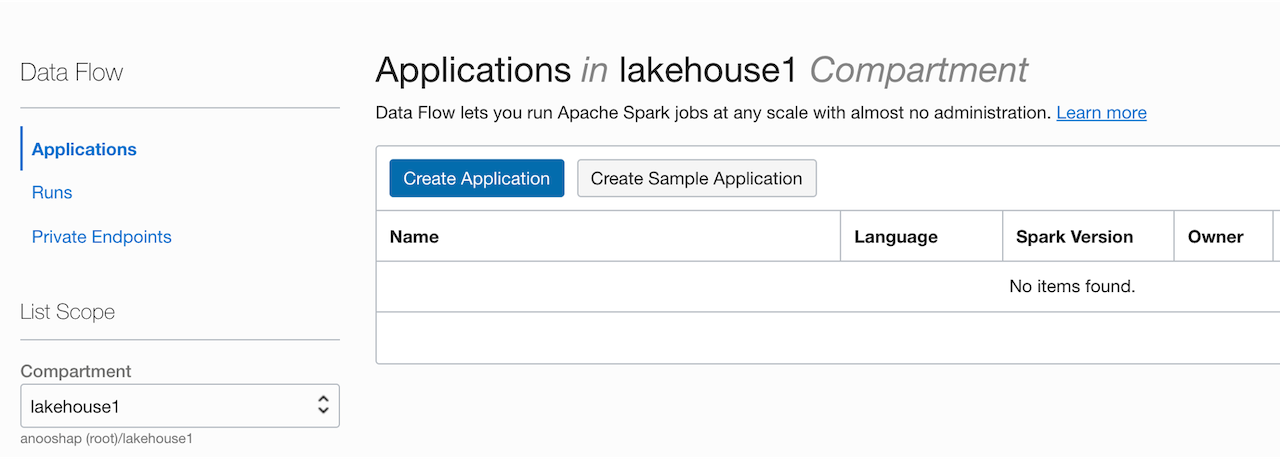 Data Flow
Applications
Runs
Private Endpoints
List Scope
Compartment
lakehouse1
anooshap (root)/lakehouse1
Applications in lakehouse1 Compartment
Data Flow lets you run Apache Spark jobs at any scale with almost no administration. Learn more
Create Application Create Sample Application
Name Language Spark Version Owner
No items found.